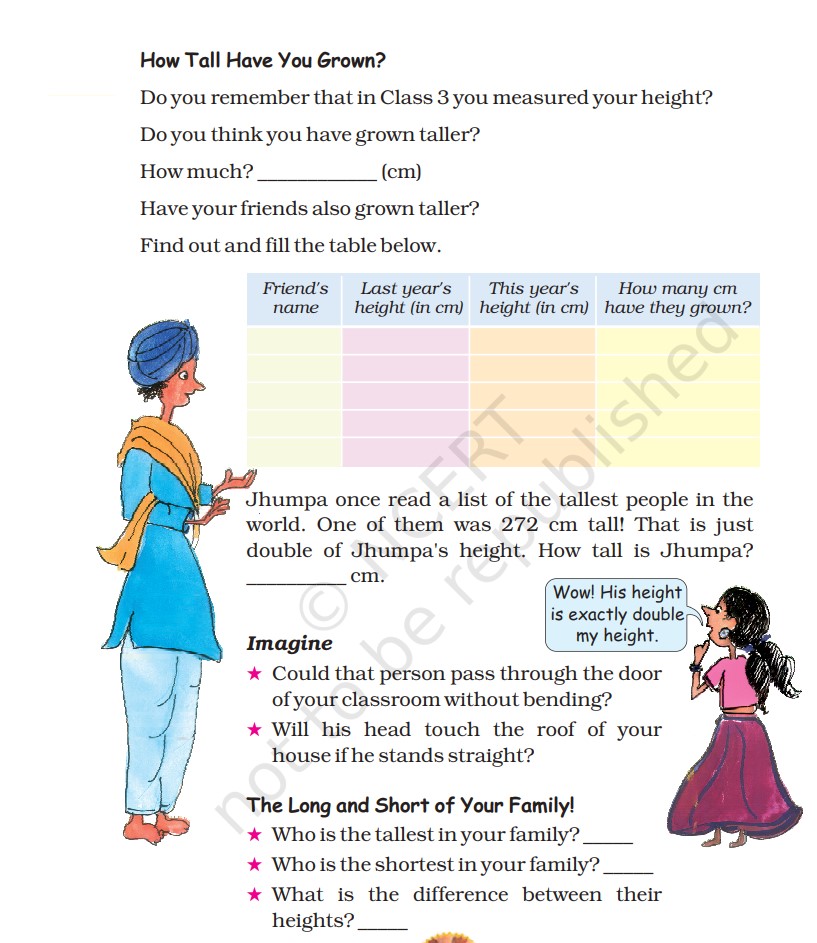 How Tall Have You Grown?
Do you remember that in Class 3 you measured your height?
Do you think you have grown taller?
How much? ____________ (cm)
Have your friends also grown taller?
Find out and fill the table below.
Friend's name
Last year's height (in cm)
This year's height (in cm)
How many cm have they grown?
Jhumpa once read a list of the tallest people in the
world. One of them was 272 cm tall! That is just
double of Jhumpa's height. How tall is Jhumpa?
__________ cm.
Wow! His height
is exactly double
my height.
Imagine
★ Could that person pass through the door
of your classroom without bending?
★ Will his head touch the roof of your
house if he stands straight?
The Long and Short of Your Family!
★ Who is the tallest in your family? _____
★ Who is the shortest in your family? _____
★ What is the difference between their
heights? _____
© NCERT
not to be republished